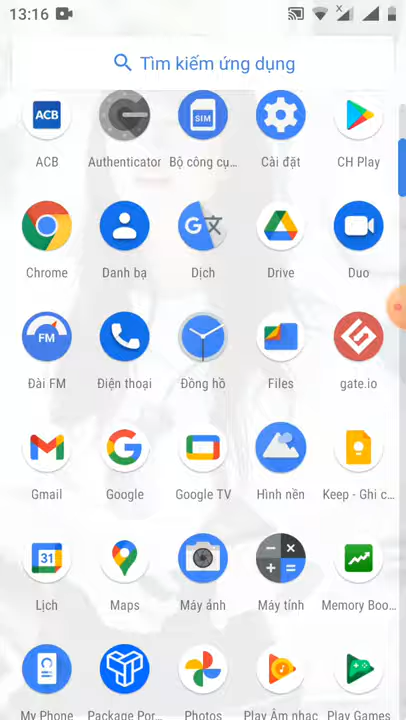 13:16
Tìm kiếm ứng dụng
ACB
SIM
ACB Authenticator Bộ công cụ... Cài đặt CH Play
G
Chrome Danh bạ Dịch Drive Duo
FM
Đài FM Điện thoại Đồng hồ Files gate.io
Gmail Google Google TV Hình nền Keep - Ghi c...
31
Lịch Maps Máy ảnh Máy tính Memory Boo...
My Phone Package Por... Photos Play Âm nhạc Play Games